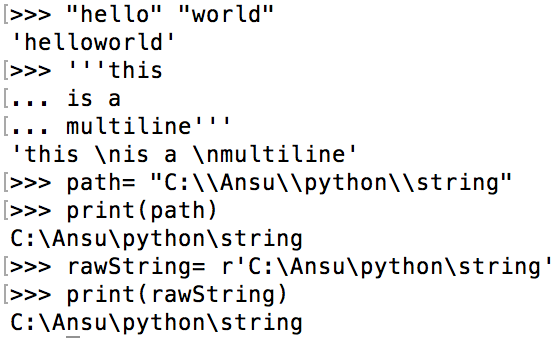 [>>> "hello" "world"
'helloworld'
[>>> '''this
[... is a
[... multiline'''
'this \nis a \nmultiline'
[>>> path= "C:\\Ansu\\python\\string"
[>>> print(path)
C:\Ansu\python\string
[>>> rawString= r'C:\Ansu\python\string'
[>>> print(rawString)
C:\Ansu\python\string